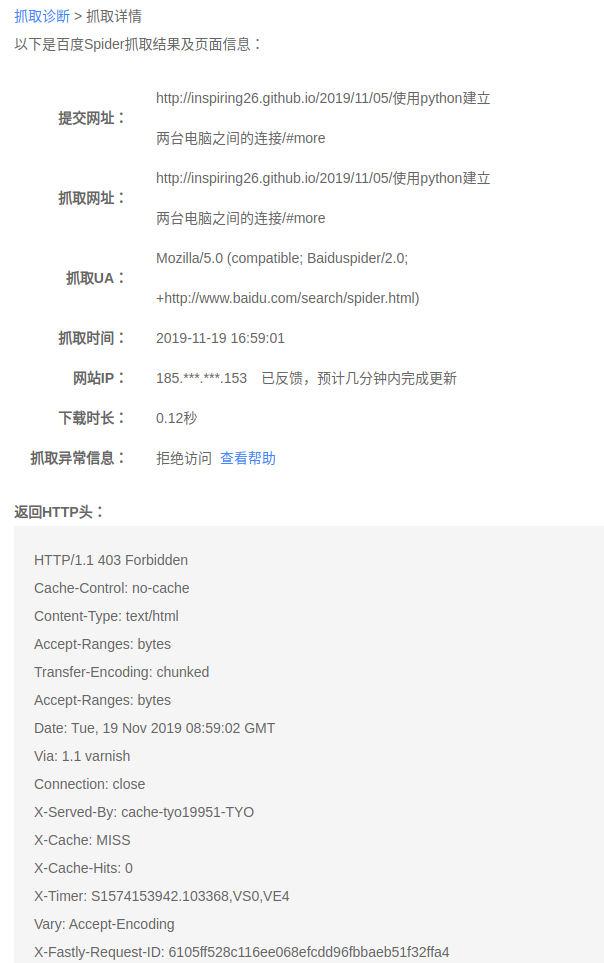 抓取诊断 > 抓取详情
以下是百度Spider抓取结果及页面信息：
提交网址： http://inspiring26.github.io/2019/11/05/使用python建立
两台电脑之间的连接/#more
抓取网址： http://inspiring26.github.io/2019/11/05/使用python建立
两台电脑之间的连接/#more
抓取UA： Mozilla/5.0 (compatible; Baiduspider/2.0;
+http://www.baidu.com/search/spider.html)
抓取时间： 2019-11-19 16:59:01
网站IP： 185.***.***.153 已反馈，预计几分钟内完成更新
下载时长： 0.12秒
抓取异常信息： 拒绝访问 查看帮助
返回HTTP头：
HTTP/1.1 403 Forbidden
Cache-Control: no-cache
Content-Type: text/html
Accept-Ranges: bytes
Transfer-Encoding: chunked
Accept-Ranges: bytes
Date: Tue, 19 Nov 2019 08:59:02 GMT
Via: 1.1 varnish
Connection: close
X-Served-By: cache-tyo19951-TYO
X-Cache: MISS
X-Cache-Hits: 0
X-Timer: S1574153942.103368,VS0,VE4
Vary: Accept-Encoding
X-Fastly-Request-ID: 6105ff528c116ee068efcdd96fbbaeb51f32ffa4